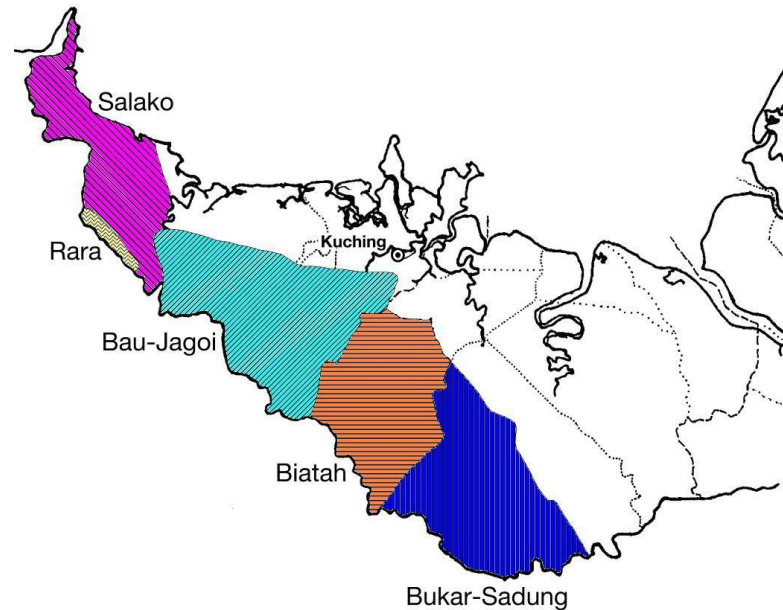 Salako
Kuching
Rara
Bau-Jagoi
Biatah
Bukar-Sadung